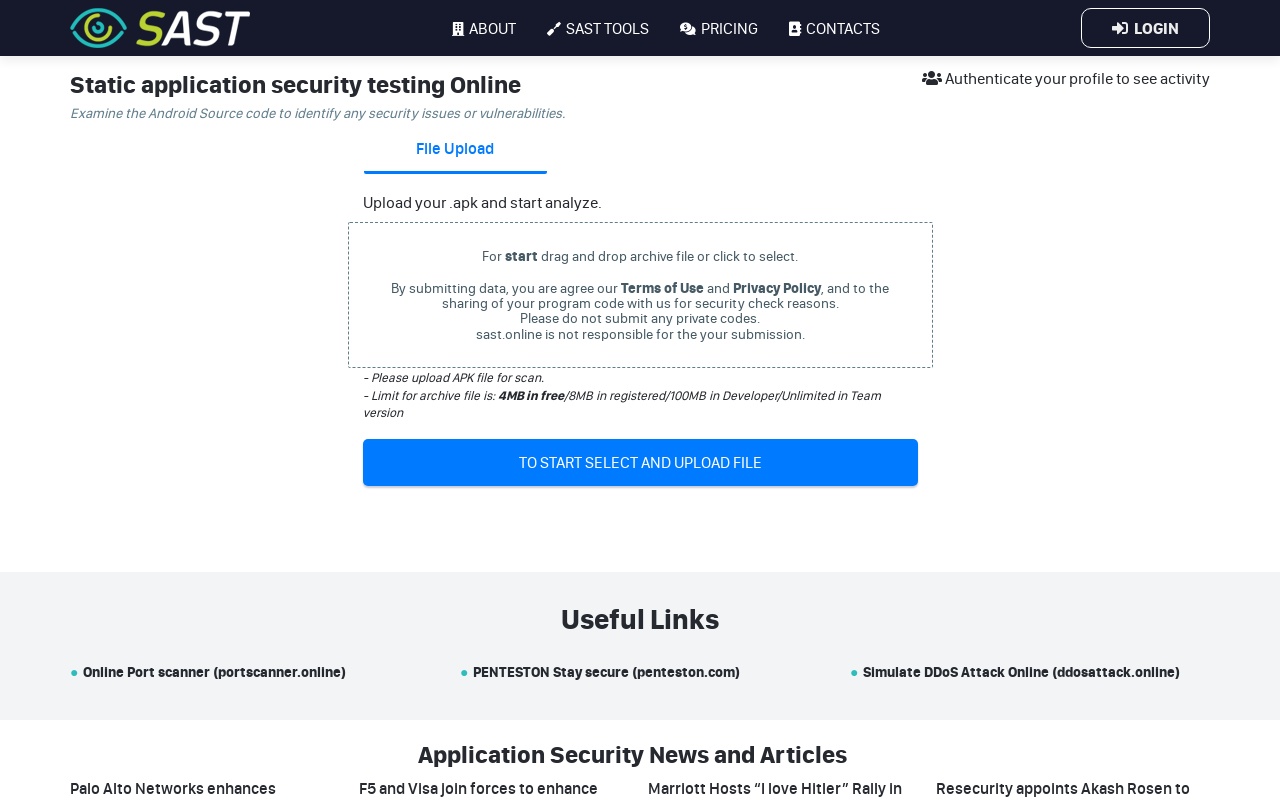 SAST
ABOUT
SAST TOOLS
PRICING
CONTACTS
LOGIN
Static application security testing Online
Authenticate your profile to see activity
Examine the Android Source code to identify any security issues or vulnerabilities.
File Upload
Upload your .apk and start analyze.
For start drag and drop archive file or click to select.
By submitting data, you are agree our Terms of Use and Privacy Policy, and to the
sharing of your program code with us for security check reasons.
Please do not submit any private codes.
sast.online is not responsible for the your submission.
- Please upload APK file for scan.
- Limit for archive file is: 4MB in free/8MB in registered/100MB in Developer/Unlimited in Team
version
TO START SELECT AND UPLOAD FILE
Useful Links
Online Port scanner (portscanner.online)
PENTESTON Stay secure (penteston.com)
Simulate DDoS Attack Online (ddosattack.online)
Application Security News and Articles
Palo Alto Networks enhances
F5 and Visa join forces to enhance
Marriott Hosts “I love Hitler” Rally in
Resecurity appoints Akash Rosen to